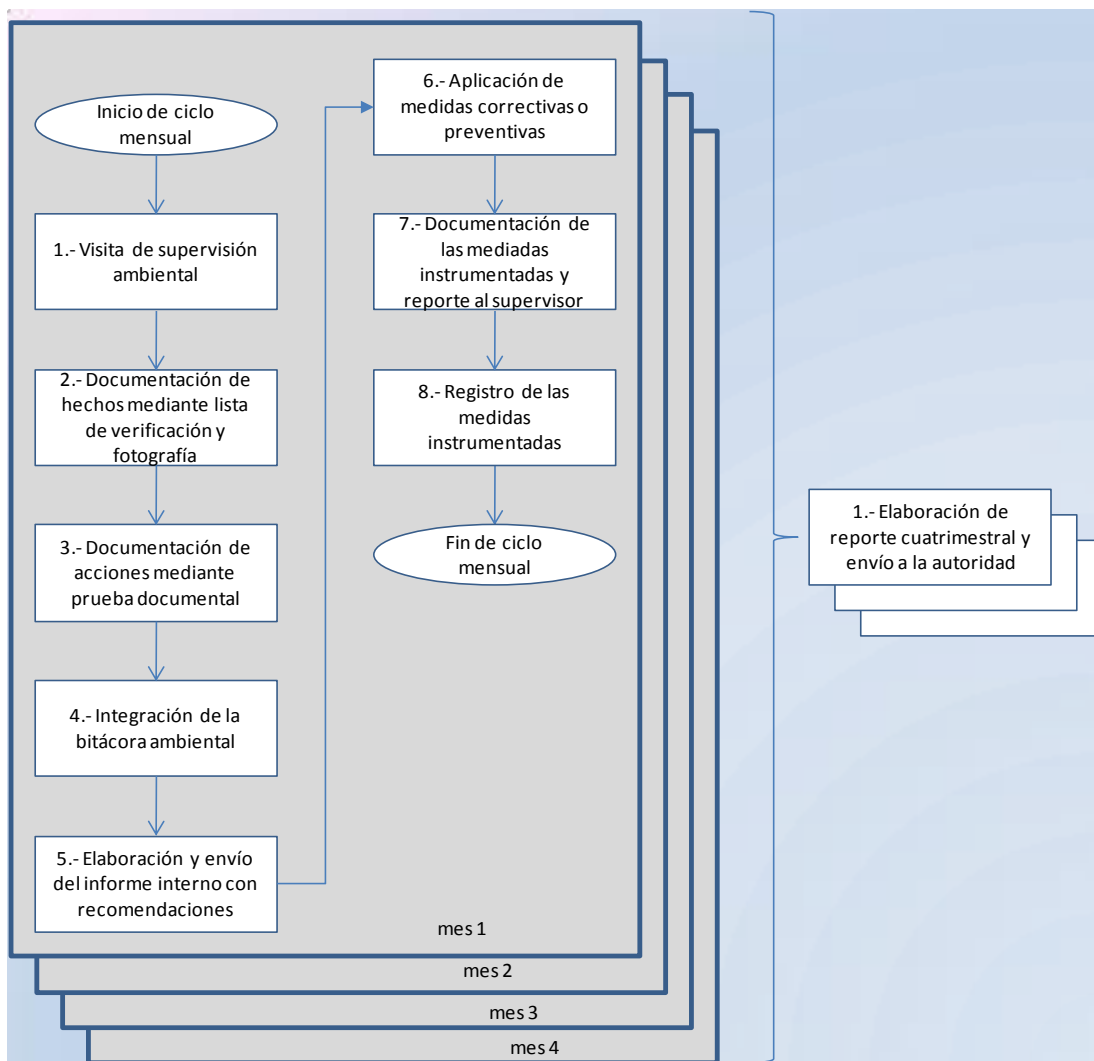 Inicio de ciclo
mensual
1.- Visita de supervisión
ambiental
2.- Documentación de
hechos mediante lista
de verificación y
fotografía
3.- Documentación de
acciones mediante
prueba documental
4.- Integración de la
bitácora ambiental
5.- Elaboración y envío
del informe interno con
recomendaciones
6.- Aplicación de
medidas correctivas o
preventivas
7.- Documentación de
las mediadas
instrumentadas y
reporte al supervisor
8.- Registro de las
medidas
instrumentadas
Fin de ciclo
mensual
mes 1
mes 2
mes 3
mes 4
1.- Elaboración de
reporte cuatrimestral y
envío a la autoridad